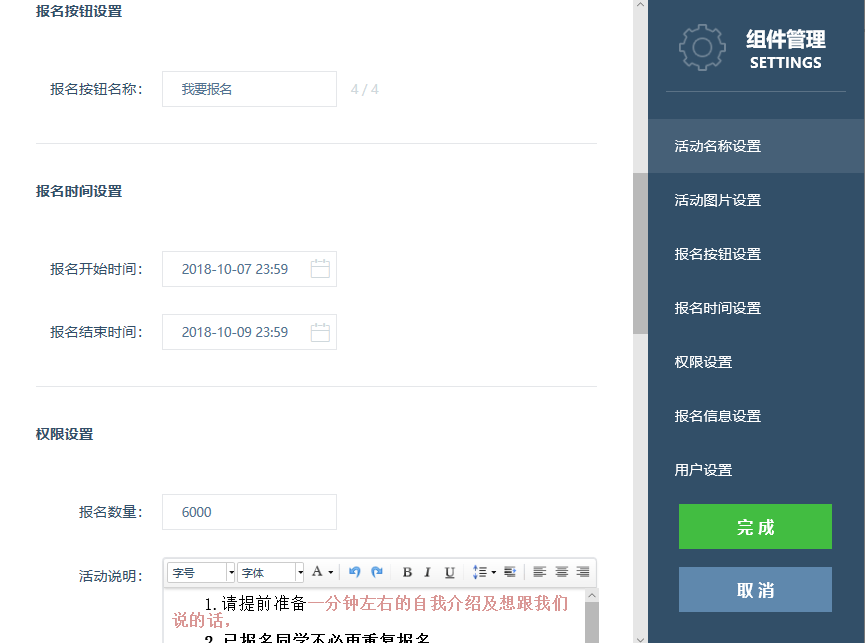 报名按钮设置
报名按钮名称： 我要报名 4 / 4
报名时间设置
报名开始时间： 2018-10-07 23:59
报名结束时间： 2018-10-09 23:59
权限设置
报名数量： 6000
活动说明： 字号 字体 A B I U
1.请提前准备一分钟左右的自我介绍及想跟我们
说的话,
2.已报名同学不必再重复报名
组件管理
SETTINGS
活动名称设置
活动图片设置
报名按钮设置
报名时间设置
权限设置
报名信息设置
用户设置
完成
取消